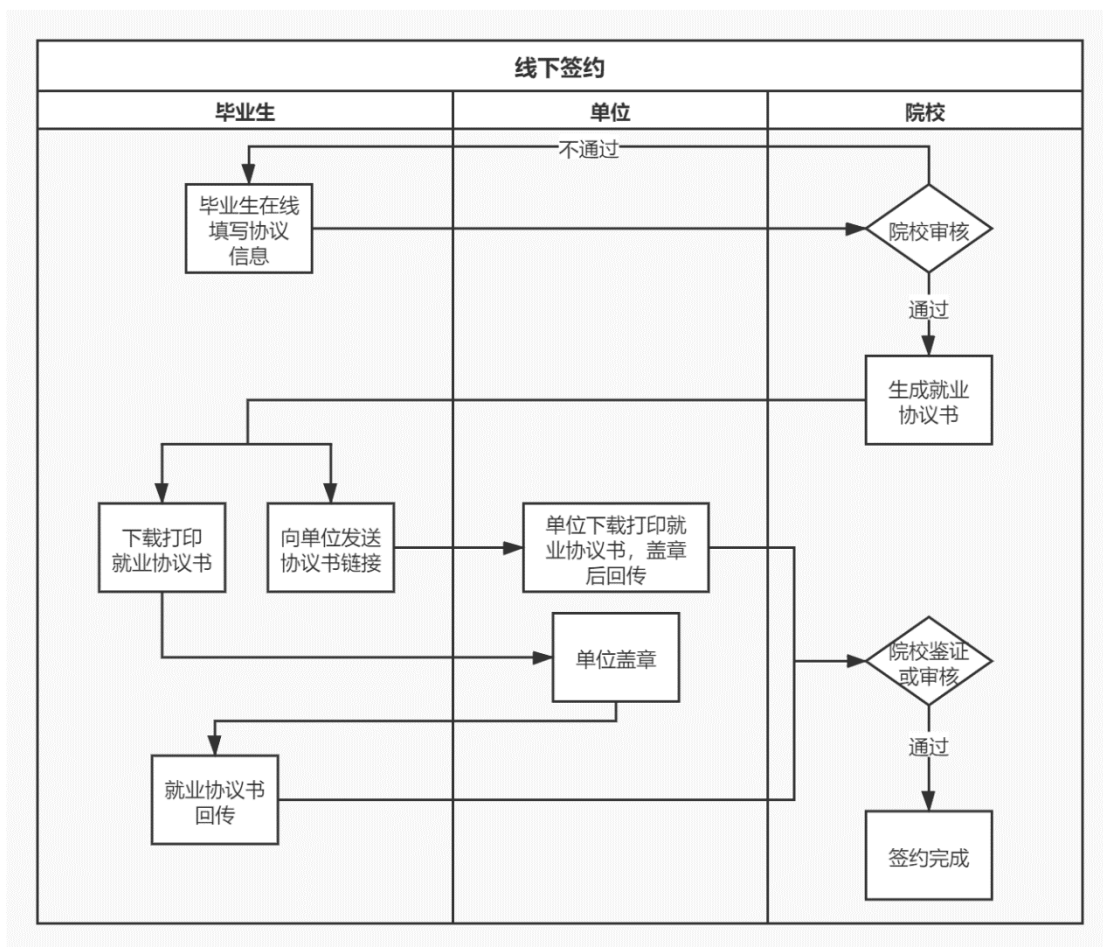 线下签约
毕业生
单位
院校
不通过
毕业生在线
填写协议
信息
院校审核
通过
生成就业
协议书
下载打印
就业协议书
向单位发送
协议书链接
单位下载打印就
业协议书，盖章
后回传
单位盖章
院校鉴证
或审核
通过
就业协议书
回传
签约完成